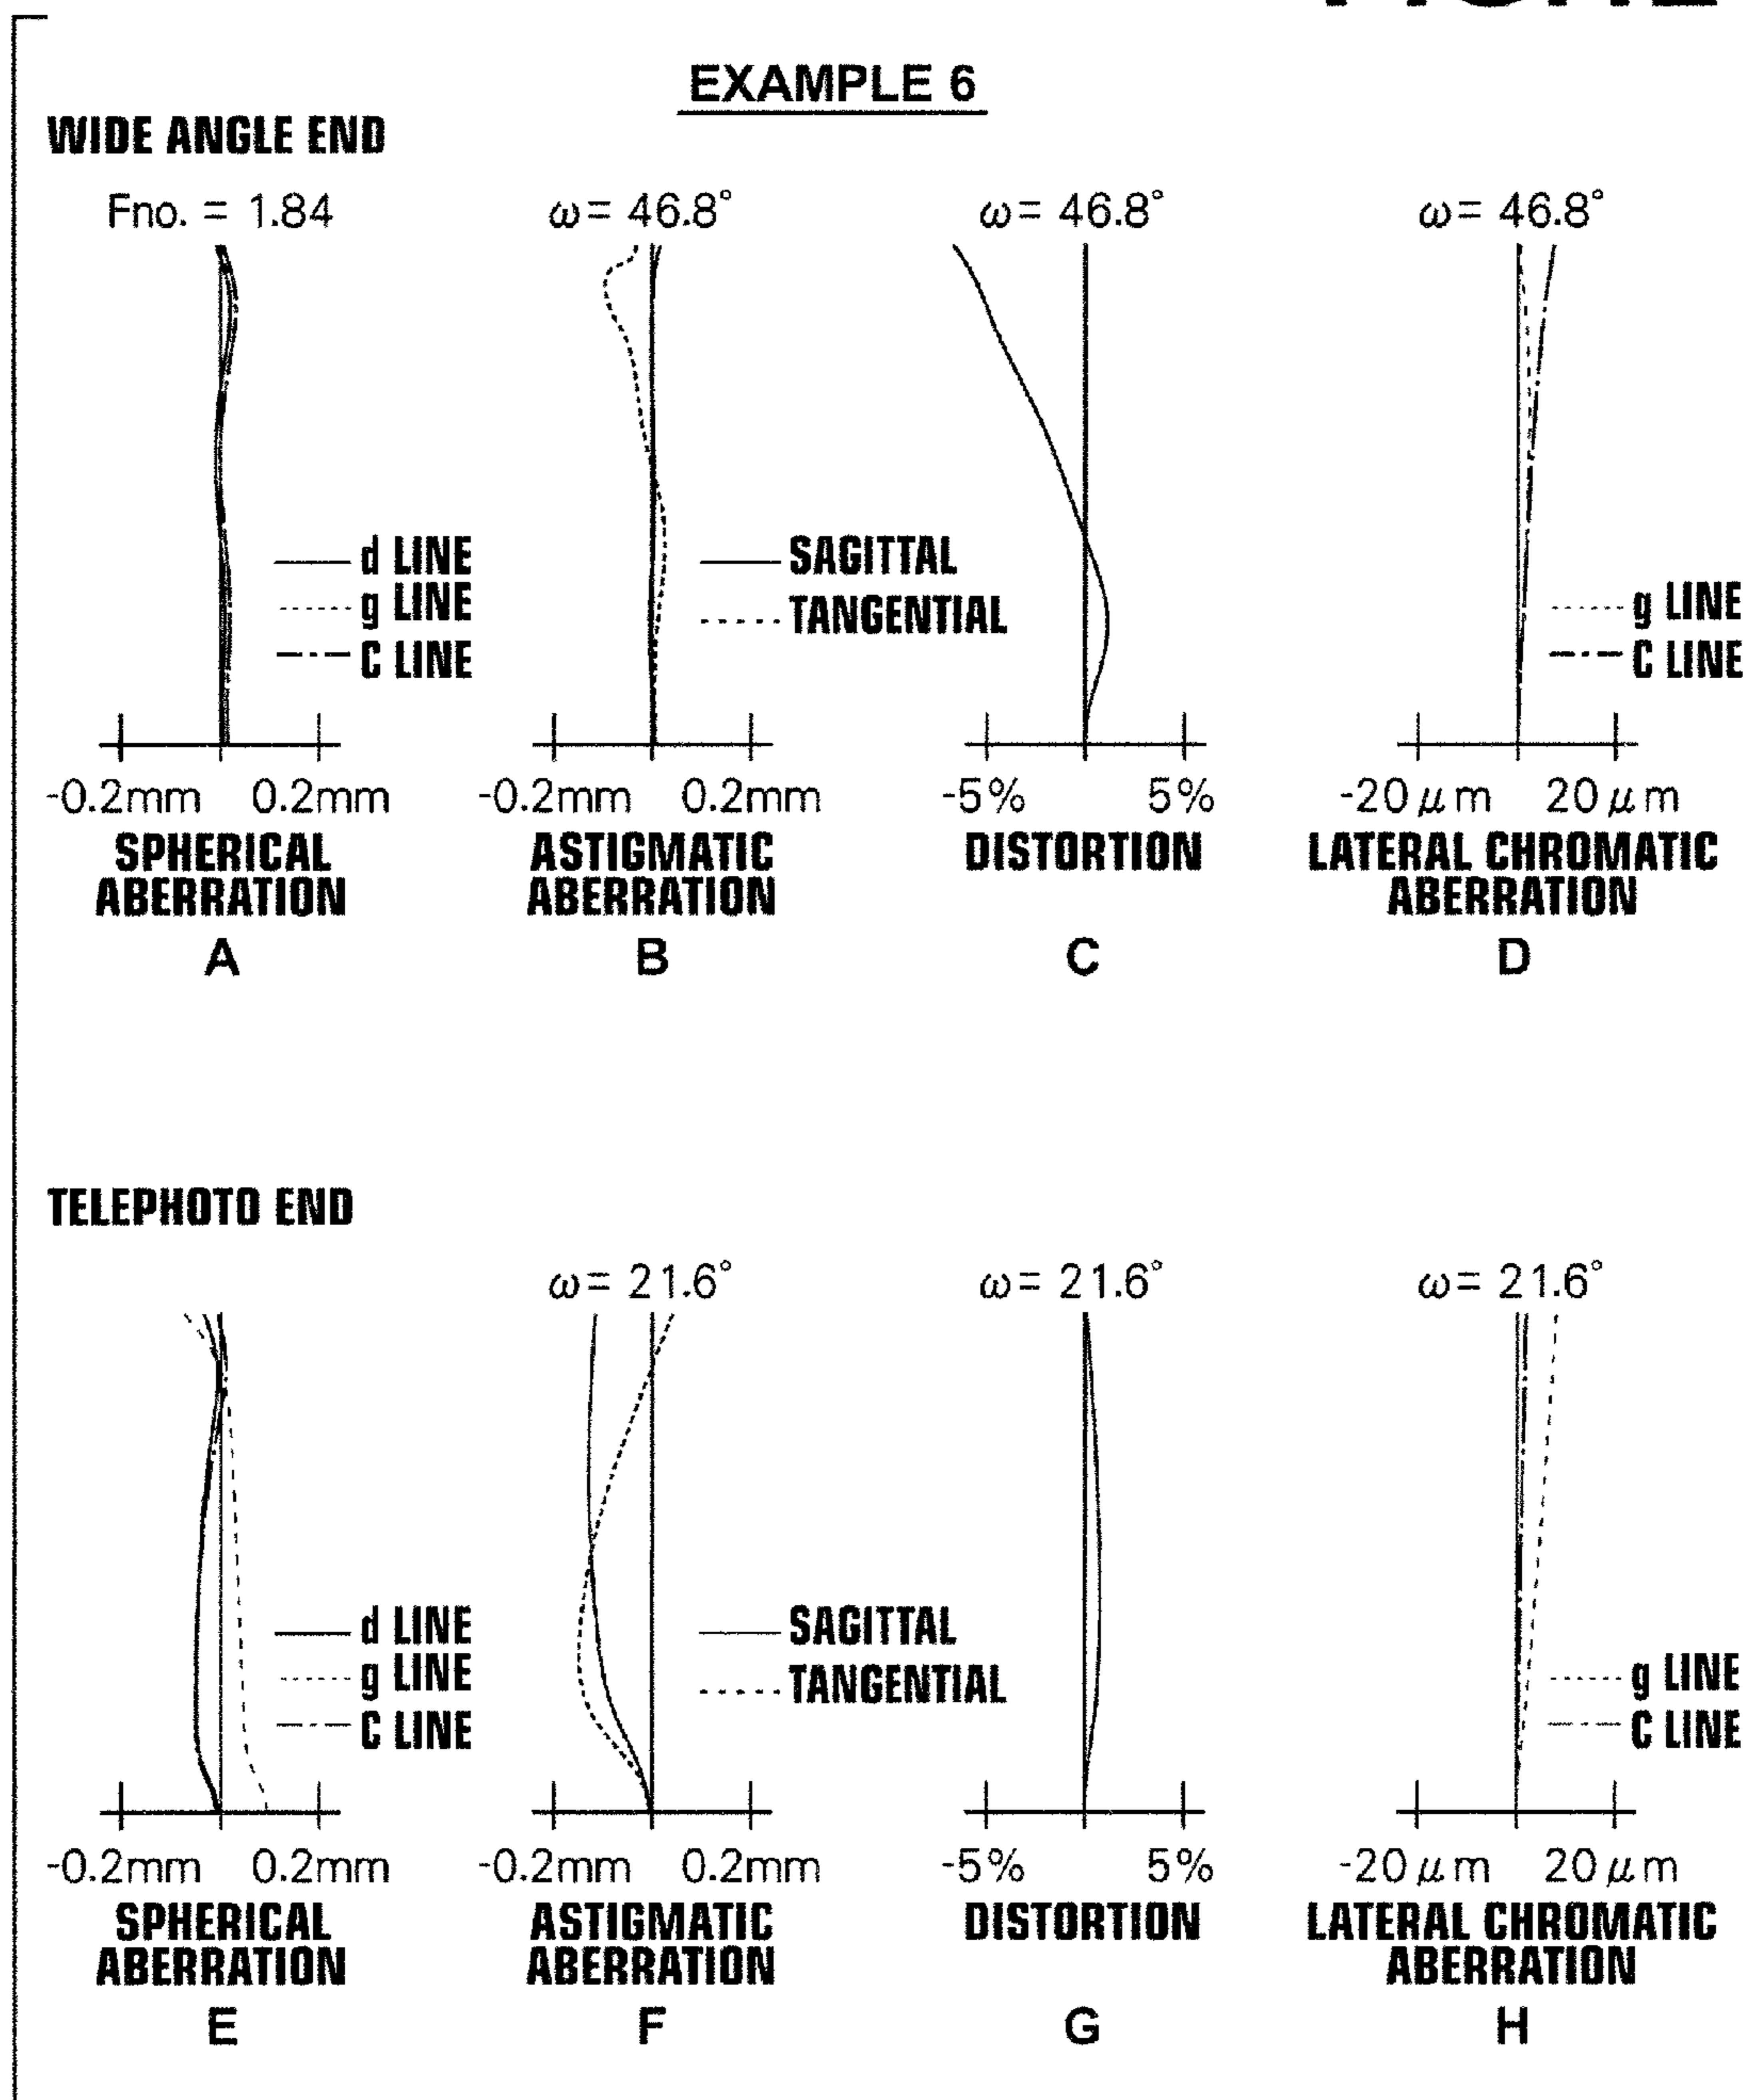 EXAMPLE 6
WIDE ANGLE END
Fno. = 1.84
ω= 46.8°
ω= 46.8°
ω= 46.8°
d LINE
g LINE
C LINE
SAGITTAL
TANGENTIAL
g LINE
C LINE
-0.2mm 0.2mm
-0.2mm 0.2mm
-5% 5%
-20μm 20μm
SPHERICAL
ABERRATION
ASTIGMATIC
ABERRATION
DISTORTION
LATERAL CHROMATIC
ABERRATION
A
B
C
D
TELEPHOTO END
ω= 21.6°
ω= 21.6°
ω= 21.6°
d LINE
g LINE
C LINE
SAGITTAL
TANGENTIAL
g LINE
C LINE
-0.2mm 0.2mm
-0.2mm 0.2mm
-5% 5%
-20μm 20μm
SPHERICAL
ABERRATION
ASTIGMATIC
ABERRATION
DISTORTION
LATERAL CHROMATIC
ABERRATION
E
F
G
H